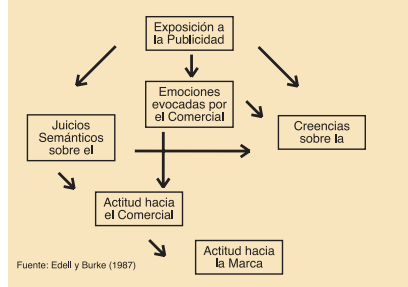 Exposición a
la Publicidad
Emociones
evocadas por
el Comercial
Juicios
Semánticos
sobre el
Creencias
sobre la
Actitud hacia
el Comercial
Actitud hacia
la Marca
Fuente: Edell y Burke (1987)